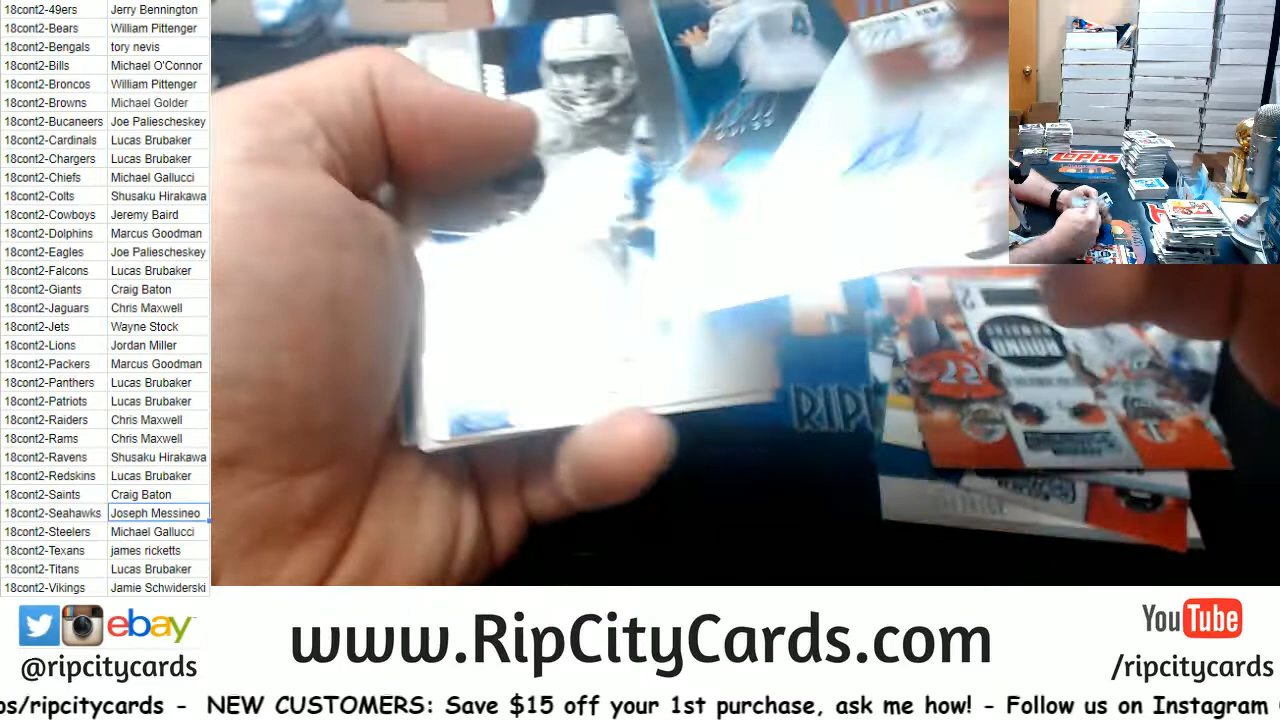 18cont2-49ers Jerry Bennington
18cont2-Bears William Pittenger
18cont2-Bengals tory nevis
18cont2-Bills Michael O'Connor
18cont2-Broncos William Pittenger
18cont2-Browns Michael Golder
18cont2-Bucaneers Joe Paliescheskey
18cont2-Cardinals Lucas Brubaker
18cont2-Chargers Lucas Brubaker
18cont2-Chiefs Michael Gallucci
18cont2-Colts Shusaku Hirakawa
18cont2-Cowboys Jeremy Baird
18cont2-Dolphins Marcus Goodman
18cont2-Eagles Joe Paliescheskey
18cont2-Falcons Lucas Brubaker
18cont2-Giants Craig Baton
18cont2-Jaguars Chris Maxwell
18cont2-Jets Wayne Stock
18cont2-Lions Jordan Miller
18cont2-Packers Marcus Goodman
18cont2-Panthers Lucas Brubaker
18cont2-Patriots Lucas Brubaker
18cont2-Raiders Chris Maxwell
18cont2-Rams Chris Maxwell
18cont2-Ravens Shusaku Hirakawa
18cont2-Redskins Lucas Brubaker
18cont2-Saints Craig Baton
18cont2-Seahawks Joseph Messineo
18cont2-Steelers Michael Gallucci
18cont2-Texans james ricketts
18cont2-Titans Lucas Brubaker
18cont2-Vikings Jamie Schwiderski
TOPPS
RIP
ROUND
NUMBERS
22
2
ebay
@ripcitycards
www.RipCityCards.com
YouTube
/ripcitycards
os/ripcitycards - NEW CUSTOMERS: Save $15 off your 1st purchase, ask me how! - Follow us on Instagram